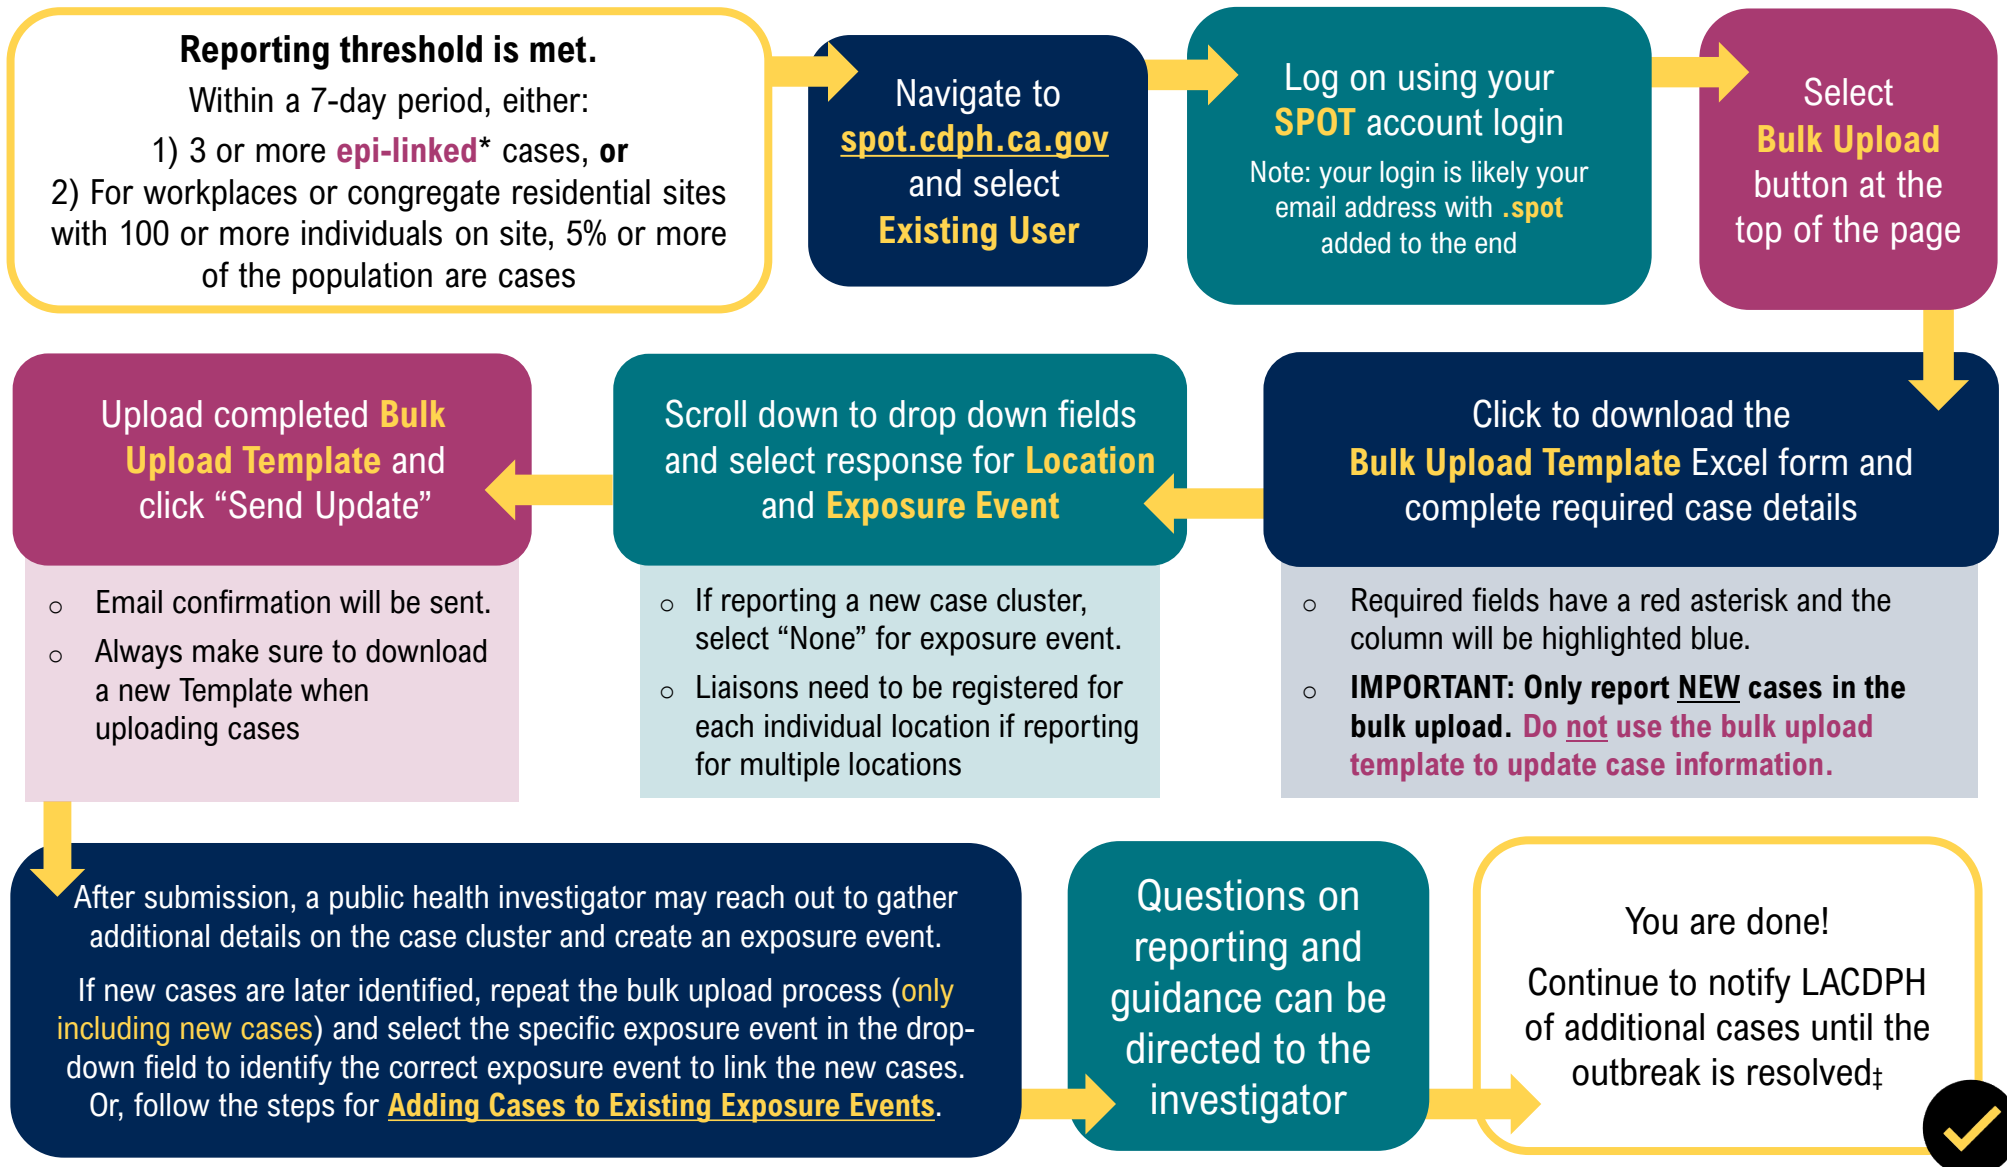 Reporting threshold is met.
Within a 7-day period, either:
1) 3 or more epi-linked* cases, or
2) For workplaces or congregate residential sites
with 100 or more individuals on site, 5% or more
of the population are cases
Navigate to
spot.cdph.ca.gov
and select
Existing User
Log on using your
SPOT account login
Note: your login is likely your
email address with .spot
added to the end
Select
Bulk Upload
button at the
top of the page
Click to download the
Bulk Upload Template Excel form and
complete required case details
○ Required fields have a red asterisk and the
column will be highlighted blue.
○ IMPORTANT: Only report NEW cases in the
bulk upload. Do not use the bulk upload
template to update case information.
Scroll down to drop down fields
and select response for Location
and Exposure Event
○ If reporting a new case cluster,
select “None” for exposure event.
○ Liaisons need to be registered for
each individual location if reporting
for multiple locations
Upload completed Bulk
Upload Template and
click “Send Update”
○ Email confirmation will be sent.
○ Always make sure to download
a new Template when
uploading cases
After submission, a public health investigator may reach out to gather
additional details on the case cluster and create an exposure event.
If new cases are later identified, repeat the bulk upload process (only
including new cases) and select the specific exposure event in the drop-
down field to identify the correct exposure event to link the new cases.
Or, follow the steps for Adding Cases to Existing Exposure Events.
Questions on
reporting and
guidance can be
directed to the
investigator
You are done!
Continue to notify LACDPH
of additional cases until the
outbreak is resolved‡